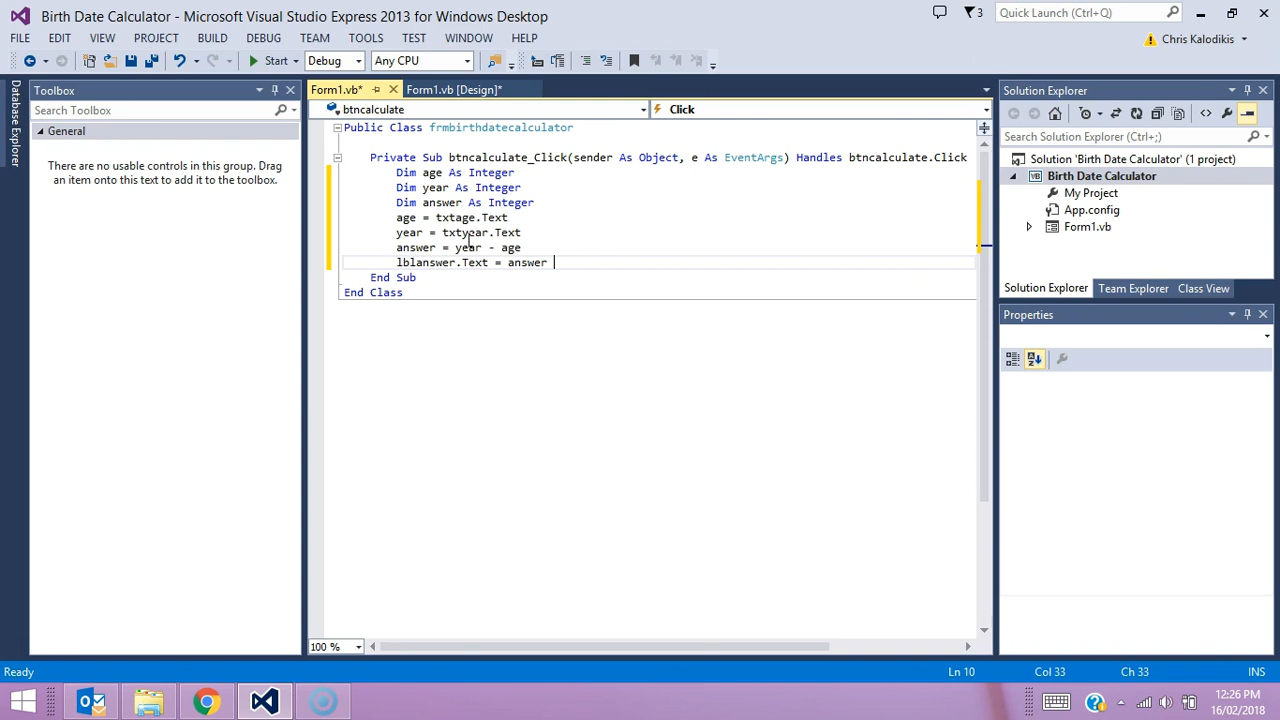 Birth Date Calculator - Microsoft Visual Studio Express 2013 for Windows Desktop
3
Quick Launch (Ctrl+Q)
FILE EDIT VIEW PROJECT BUILD DEBUG TEAM TOOLS TEST WINDOW HELP
Chris Kalodikis
Start Debug Any CPU
Database Explorer
Toolbox
Search Toolbox
General
There are no usable controls in this group. Drag
an item onto this text to add it to the toolbox.
Form1.vb* Form1.vb [Design]*
btncalculate Click
Public Class frmbirthdatecalculator
Private Sub btncalculate_Click(sender As Object, e As EventArgs) Handles btncalculate.Click
Dim age As Integer
Dim year As Integer
Dim answer As Integer
age = txtage.Text
year = txtyear.Text
answer = year - age
lblanswer.Text = answer
End Sub
End Class
100 %
Solution Explorer
Search Solution Explorer (Ctrl+;)
Solution 'Birth Date Calculator' (1 project)
VB Birth Date Calculator
My Project
App.config
Form1.vb
Solution Explorer Team Explorer Class View
Properties
Ready Ln 10 Col 33 Ch 33 INS
12:26 PM
16/02/2018